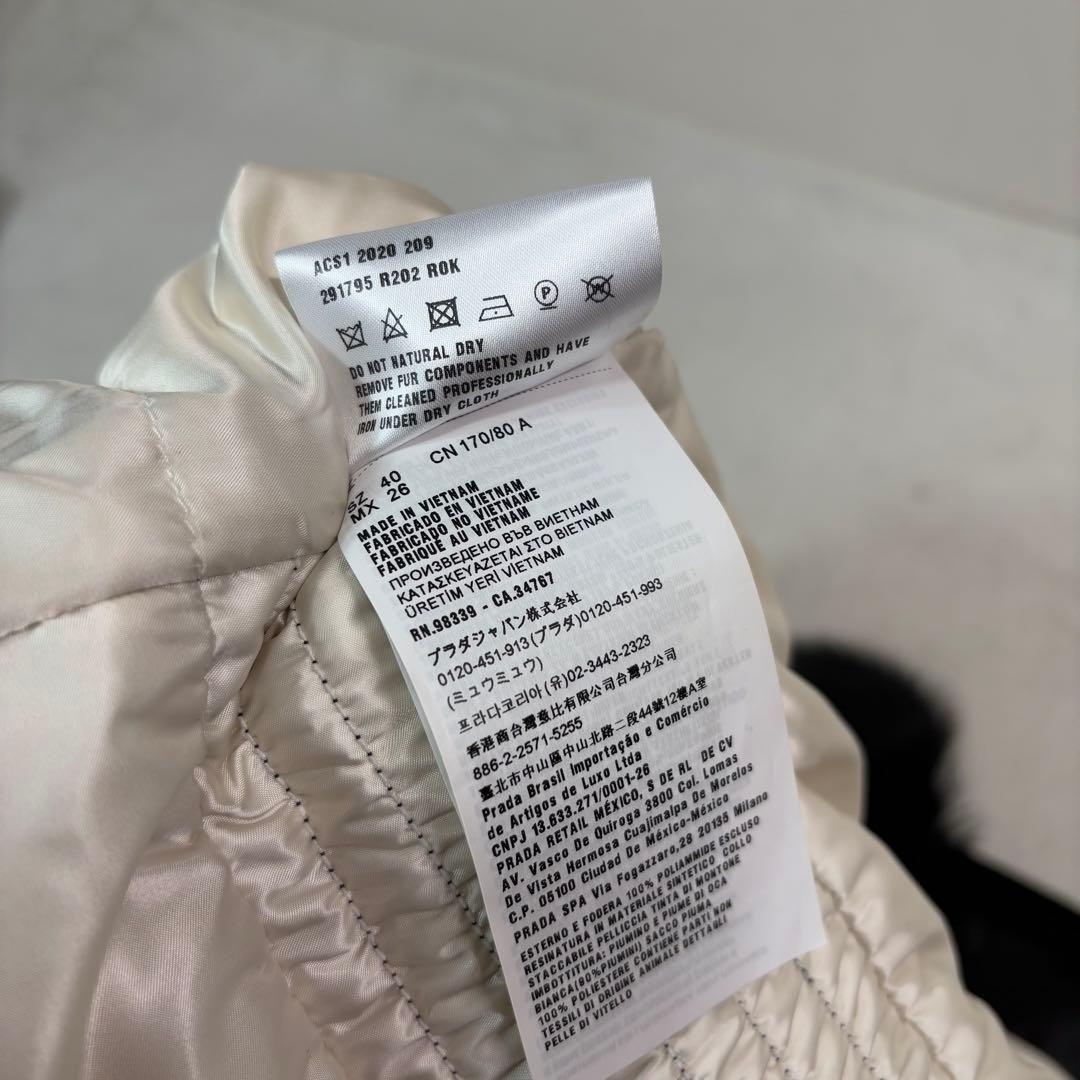 ACS1 2020 209
291795 R202 R0K
P W
DO NOT NATURAL DRY
REMOVE FUR COMPONENTS AND HAVE
THEM CLEANED PROFESSIONALLY
IRON UNDER DRY CLOTH
SZ 40 CN 170/80 A
MX 26
MADE IN VIETNAM
FABRICADO EN VIETNAM
FABRICADO NO VIETNAME
FABRIQUÉ AU VIETNAM
ПРОИЗВЕДЕНО ВЪВ ВИЕТНАМ
ΚΑΤΑΣΚΕΥΑΖΕΤΑΙ ΣΤΟ ΒΙΕΤΝΑΜ
ÜRETİM YERİ VIETNAM
RN.98339 - CA.34767
プラダジャパン株式会社
0120-451-913(プラダ)0120-451-993
(ミュウミュウ)
프라다코리아(유)02-3443-2323
香港商台灣意比有限公司台灣分公司
886-2-2571-5255
臺北市中山區中山北路二段44號12樓A室
Prada Brasil Importação e Comércio
de Artigos de Luxo Ltda
CNPJ 13.633.271/0001-26
PRADA RETAIL MÉXICO, S DE RL DE CV
AV. Vasco De Quiroga 3800 Col. Lomas
De Vista Hermosa Cuajimalpa De Morelos
C.P. 05100 Ciudad De México-México
PRADA SPA Via Fogazzaro,28 20135 Milano
ESTERNO E FODERA 100% POLIAMMIDE ESCLUSO
RESINATURA IN MATERIALE SINTETICO COLLO
STACCABILE PELLICCIA TINTA DI MONTONE
IMBOTTITURA: PIUMINO E PIUME DI OCA
BIANCA(90%PIUMINI) SACCO PIUMA
100% POLIESTERE CONTIENE PARTI NON
TESSILI DI ORIGINE ANIMALE DETTAGLI
PELLE DI VITELLO